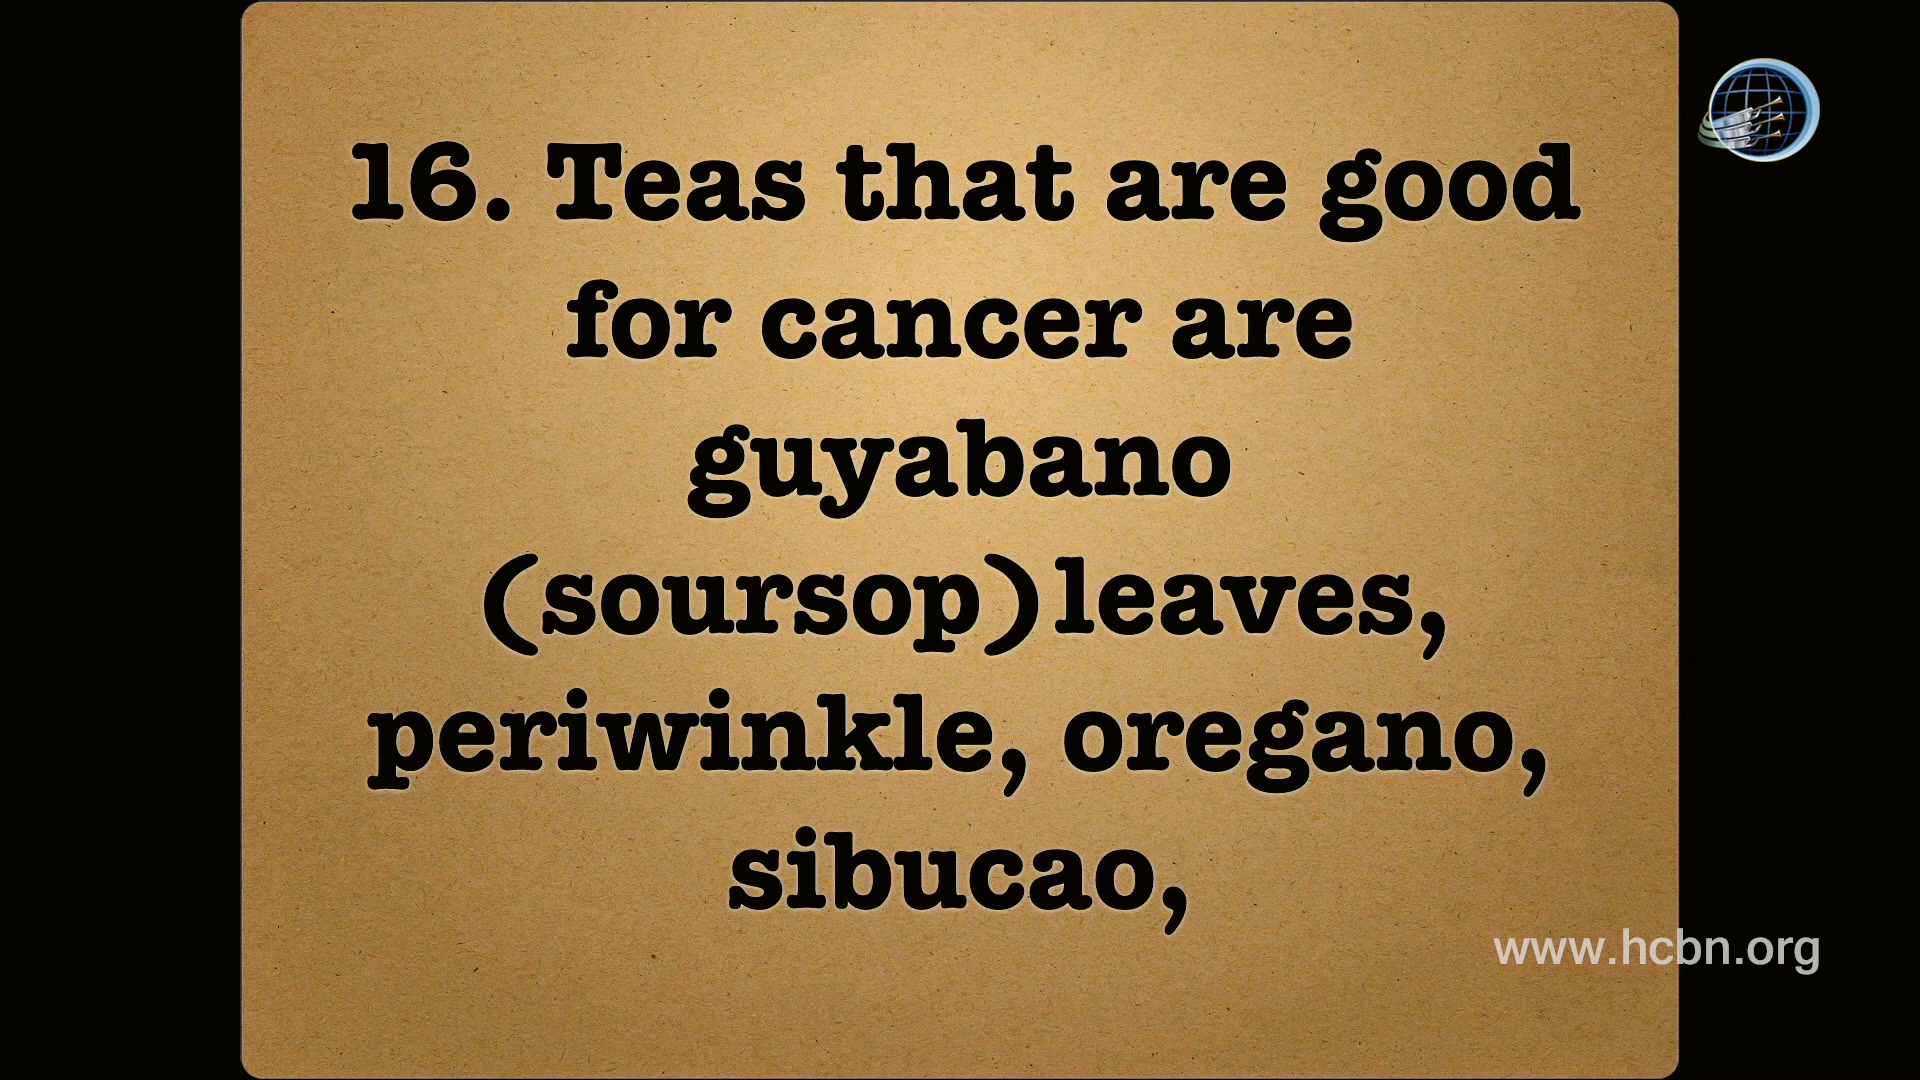 16. Teas that are good
for cancer are
guyabano
(soursop)leaves,
periwinkle, oregano,
sibucao,
www.hcbn.org